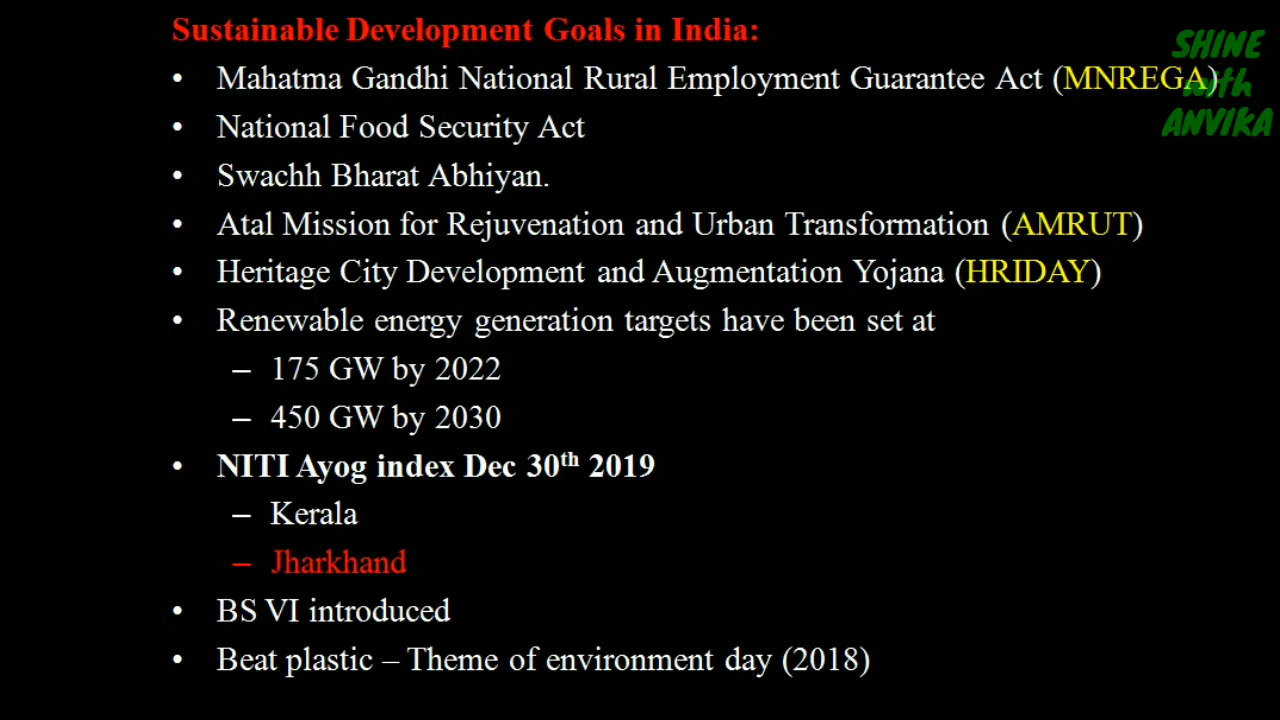 Sustainable Development Goals in India:
• Mahatma Gandhi National Rural Employment Guarantee Act (MNREGA)
• National Food Security Act
• Swachh Bharat Abhiyan.
• Atal Mission for Rejuvenation and Urban Transformation (AMRUT)
• Heritage City Development and Augmentation Yojana (HRIDAY)
• Renewable energy generation targets have been set at
– 175 GW by 2022
– 450 GW by 2030
• NITI Ayog index Dec 30th 2019
– Kerala
– Jharkhand
• BS VI introduced
• Beat plastic – Theme of environment day (2018)
SHINE
with
ANVIKA